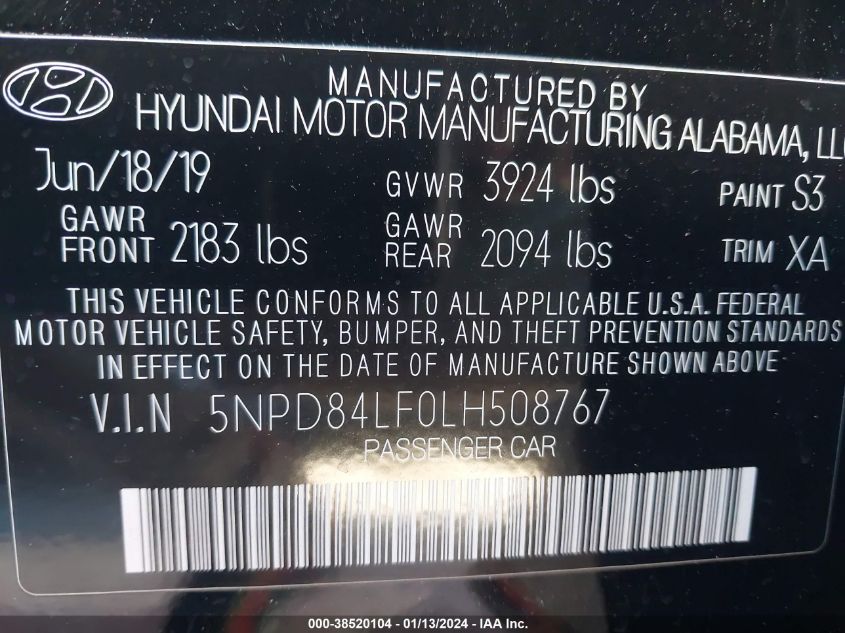 MANUFACTURED BY
HYUNDAI MOTOR MANUFACTURING ALABAMA, LLC
Jun/18/19 GVWR 3924 lbs PAINT S3
GAWR FRONT 2183 lbs GAWR REAR 2094 lbs TRIM XA
THIS VEHICLE CONFORMS TO ALL APPLICABLE U.S.A. FEDERAL
MOTOR VEHICLE SAFETY, BUMPER, AND THEFT PREVENTION STANDARDS
IN EFFECT ON THE DATE OF MANUFACTURE SHOWN ABOVE
V.I.N 5NPD84LF0LH508767
PASSENGER CAR
000-38520104 - 01/13/2024 - IAA Inc.